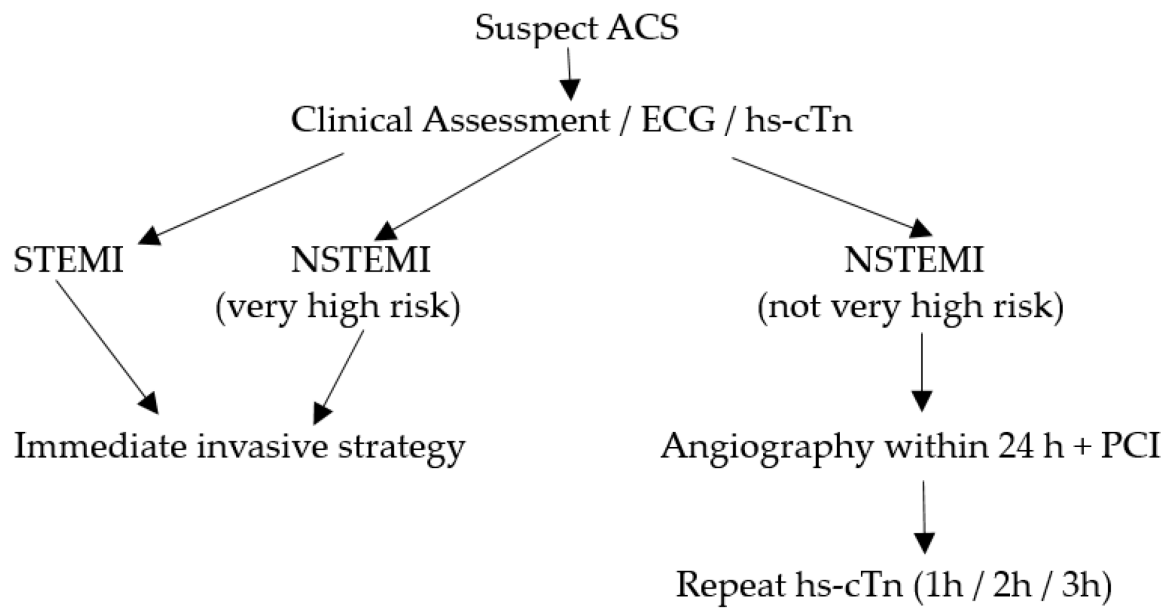 Suspect ACS
Clinical Assessment / ECG / hs-cTn
STEMI
NSTEMI
(very high risk)
NSTEMI
(not very high risk)
Immediate invasive strategy
Angiography within 24 h + PCI
Repeat hs-cTn (1h / 2h / 3h)